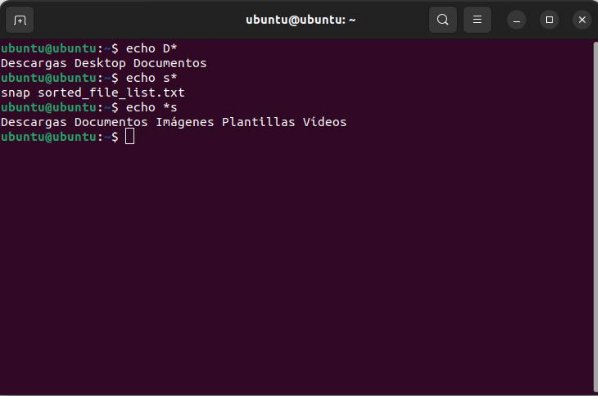 ubuntu@ubuntu: ~
ubuntu@ubuntu:~$ echo D*
Descargas Desktop Documentos
ubuntu@ubuntu:~$ echo s*
snap sorted_file_list.txt
ubuntu@ubuntu:~$ echo *s
Descargas Documentos Imágenes Plantillas Vídeos
ubuntu@ubuntu:~$